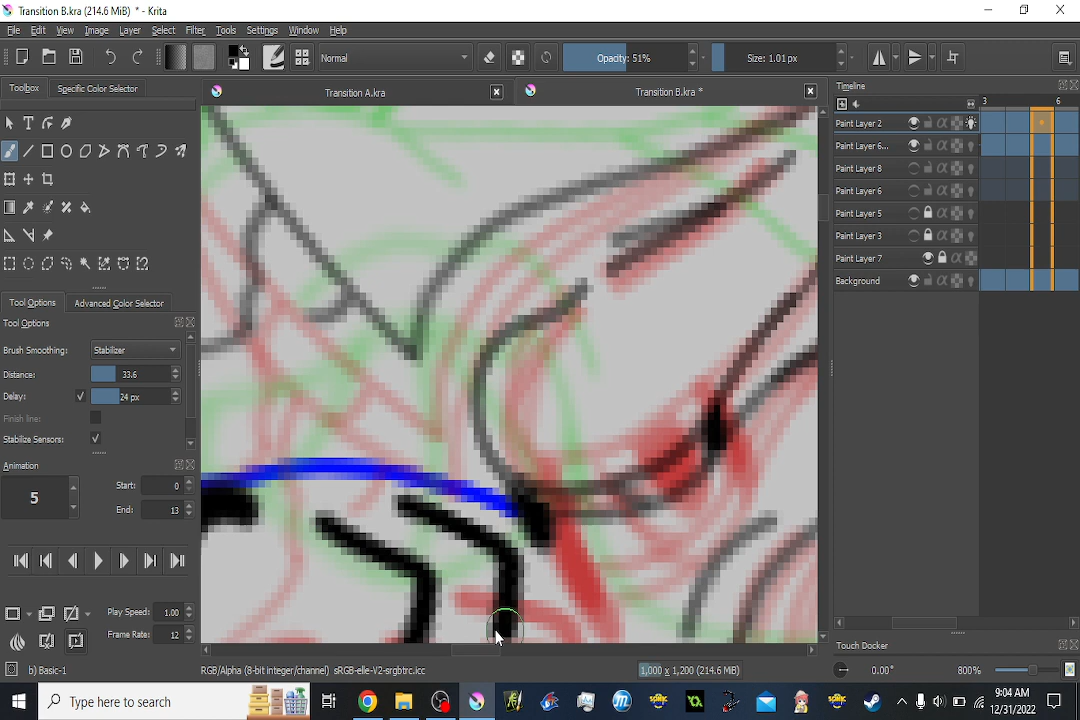 Transition B.kra (214.6 MiB) * - Krita
File Edit View Image Layer Select Filter Tools Settings Window Help
Normal Opacity: 51% Size: 1.01 px
Toolbox Specific Color Selector
Transition A.kra Transition B.kra *
Timeline
3 6
Paint Layer 2
Paint Layer 6...
Paint Layer 8
Paint Layer 6
Paint Layer 5
Paint Layer 3
Paint Layer 7
Background
Tool Options Advanced Color Selector
Tool Options
Brush Smoothing: Stabilizer
Distance: 33.6
Delay: 24 px
Finish line:
Stabilize Sensors:
Animation
5 Start: 0
End: 13
Play Speed: 1.00
Frame Rate: 12
Touch Docker
b) Basic-1 RGB/Alpha (8-bit integer/channel) sRGB-elle-V2-srgbtrc.icc 1,000 x 1,200 (214.6 MB) 0.00° 800%
Type here to search
9:04 AM
12/31/2022